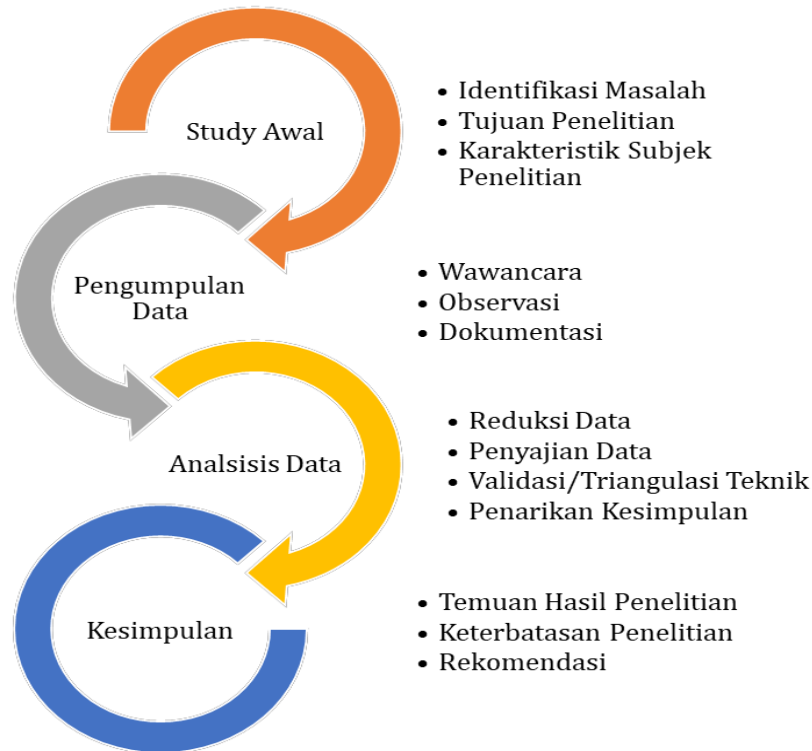 Study Awal
• Identifikasi Masalah
• Tujuan Penelitian
• Karakteristik Subjek
Penelitian
Pengumpulan
Data
• Wawancara
• Observasi
• Dokumentasi
Analsisis Data
• Reduksi Data
• Penyajian Data
• Validasi/Triangulasi Teknik
• Penarikan Kesimpulan
Kesimpulan
• Temuan Hasil Penelitian
• Keterbatasan Penelitian
• Rekomendasi